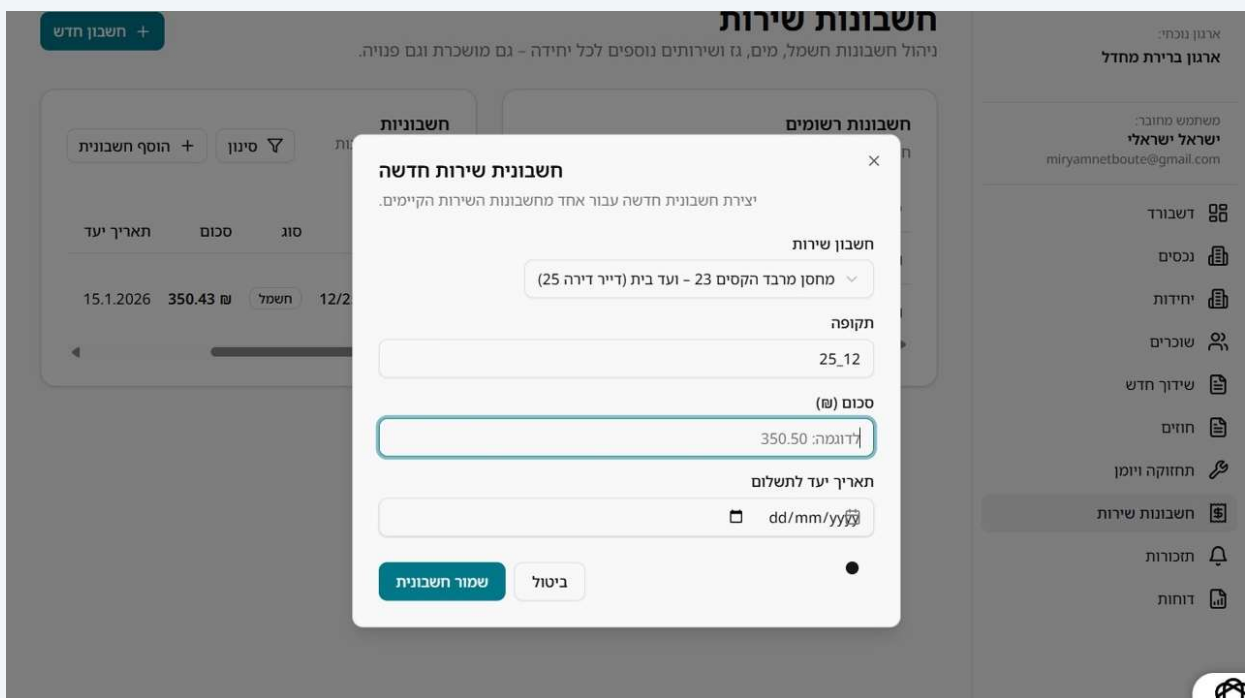 ארגון נוכחי:
ארגון ברירת מחדל
משתמש מחובר:
ישראל ישראלי
miryamnetboute@gmail.com
דשבורד
נכסים
יחידות
שוכרים
שידוך חדש
חוזים
תחזוקה ויומן
חשבונות שירות
תזכורות
דוחות
חשבונות שירות
ניהול חשבונות חשמל, מים, גז ושירותים נוספים לכל יחידה – גם מושכרת וגם פנויה.
+ חשבון חדש
חשבונות רשומים
חשבוניות
סינון
+ הוסף חשבונית
סוג
סכום
תאריך יעד
12/2
חשמל
350.43 ₪
15.1.2026
חשבונית שירות חדשה
יצירת חשבונית חדשה עבור אחד מחשבונות השירות הקיימים.
חשבון שירות
מחסן מרבד הקסים 23 – ועד בית (דייר דירה 25)
תקופה
25_12
סכום (₪)
לדוגמה: 350.50
תאריך יעד לתשלום
dd/mm/yyyy
ביטול
שמור חשבונית